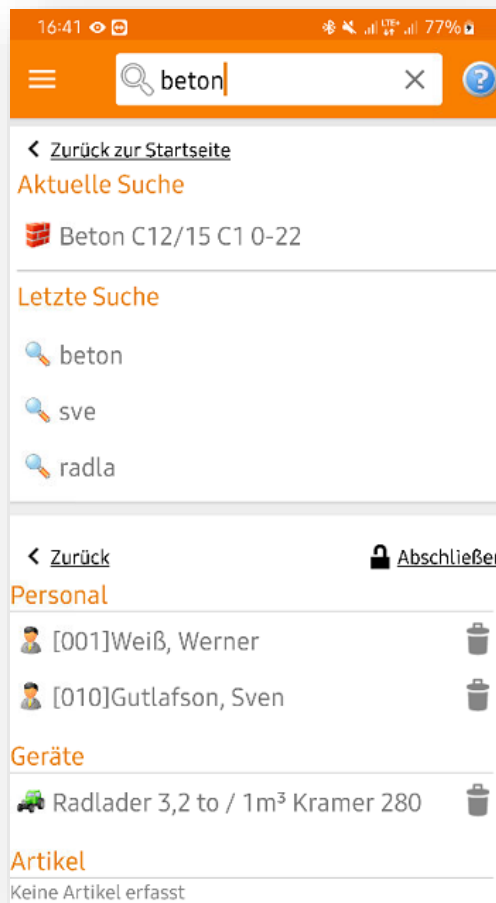 16:41 LTE+ 77%
beton
Zurück zur Startseite
Aktuelle Suche
Beton C12/15 C1 0-22
Letzte Suche
beton
sve
radla
Zurück Abschließen
Personal
[001]Weiß, Werner
[010]Gutlafson, Sven
Geräte
Radlader 3,2 to / 1m³ Kramer 280
Artikel
Keine Artikel erfasst